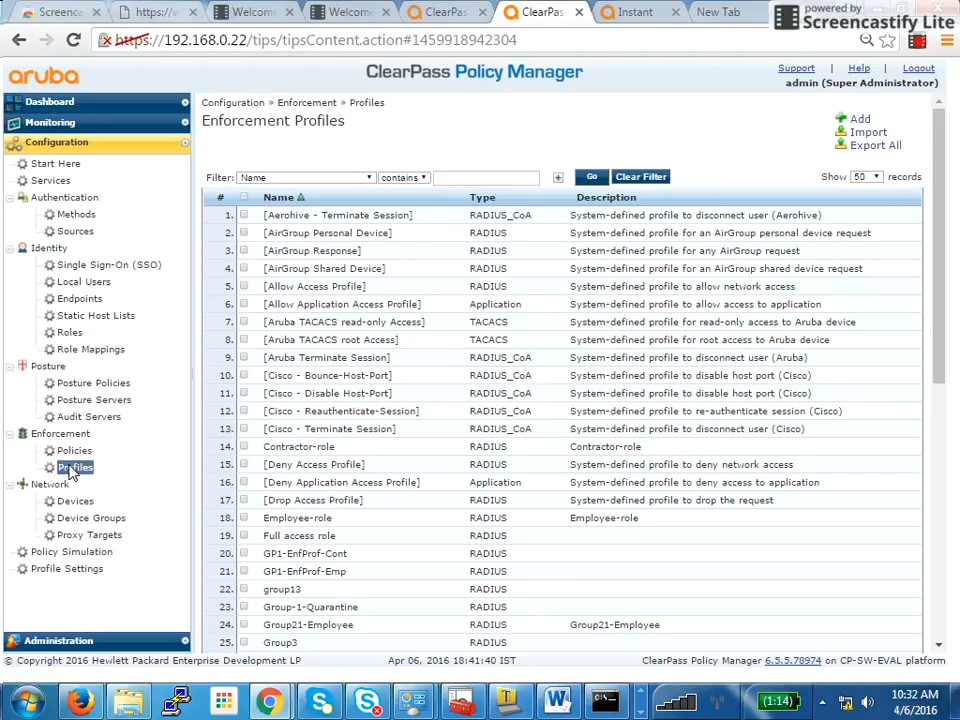 https://w
Welcome
Welcome
ClearPass
ClearPas
Instant
New Tab
powered by
Screencastify Lite
https://192.168.0.22/tips/tipsContent.action#1459918942304
aruba
ClearPass Policy Manager
Support | Help | Logout
admin (Super Administrator)
Dashboard
Monitoring
Configuration
Start Here
Services
Authentication
Methods
Sources
Identity
Single Sign-On (SSO)
Local Users
Endpoints
Static Host Lists
Roles
Role Mappings
Posture
Posture Policies
Posture Servers
Audit Servers
Enforcement
Policies
Profiles
Network
Devices
Device Groups
Proxy Targets
Policy Simulation
Profile Settings
Administration
Configuration » Enforcement » Profiles
Enforcement Profiles
Add
Import
Export All
Filter: Name contains Go Clear Filter Show 50 records
# Name Type Description
1. [Aerohive - Terminate Session] RADIUS_CoA System-defined profile to disconnect user (Aerohive)
2. [AirGroup Personal Device] RADIUS System-defined profile for an AirGroup personal device request
3. [AirGroup Response] RADIUS System-defined profile for any AirGroup request
4. [AirGroup Shared Device] RADIUS System-defined profile for an AirGroup shared device request
5. [Allow Access Profile] RADIUS System-defined profile to allow network access
6. [Allow Application Access Profile] Application System-defined profile to allow access to application
7. [Aruba TACACS read-only Access] TACACS System-defined profile for read-only access to Aruba device
8. [Aruba TACACS root Access] TACACS System-defined profile for root access to Aruba device
9. [Aruba Terminate Session] RADIUS_CoA System-defined profile to disconnect user (Aruba)
10. [Cisco - Bounce-Host-Port] RADIUS_CoA System-defined profile to disable host port (Cisco)
11. [Cisco - Disable-Host-Port] RADIUS_CoA System-defined profile to disable host port (Cisco)
12. [Cisco - Reauthenticate-Session] RADIUS_CoA System-defined profile to re-authenticate session (Cisco)
13. [Cisco - Terminate Session] RADIUS_CoA System-defined profile to disconnect user (Cisco)
14. Contractor-role RADIUS Contractor-role
15. [Deny Access Profile] RADIUS System-defined profile to deny network access
16. [Deny Application Access Profile] Application System-defined profile to deny access to application
17. [Drop Access Profile] RADIUS System-defined profile to drop the request
18. Employee-role RADIUS Employee-role
19. Full access role RADIUS
20. GP1-EnfProf-Cont RADIUS
21. GP1-EnfProf-Emp RADIUS
22. group13 RADIUS
23. Group-1-Quarantine RADIUS
24. Group21-Employee RADIUS Group21-Employee
25. Group3 RADIUS
© Copyright 2016 Hewlett Packard Enterprise Development LP Apr 06, 2016 18:41:40 IST ClearPass Policy Manager 6.5.5.78974 on CP-SW-EVAL platform
(1:14)
10:32 AM
4/6/2016